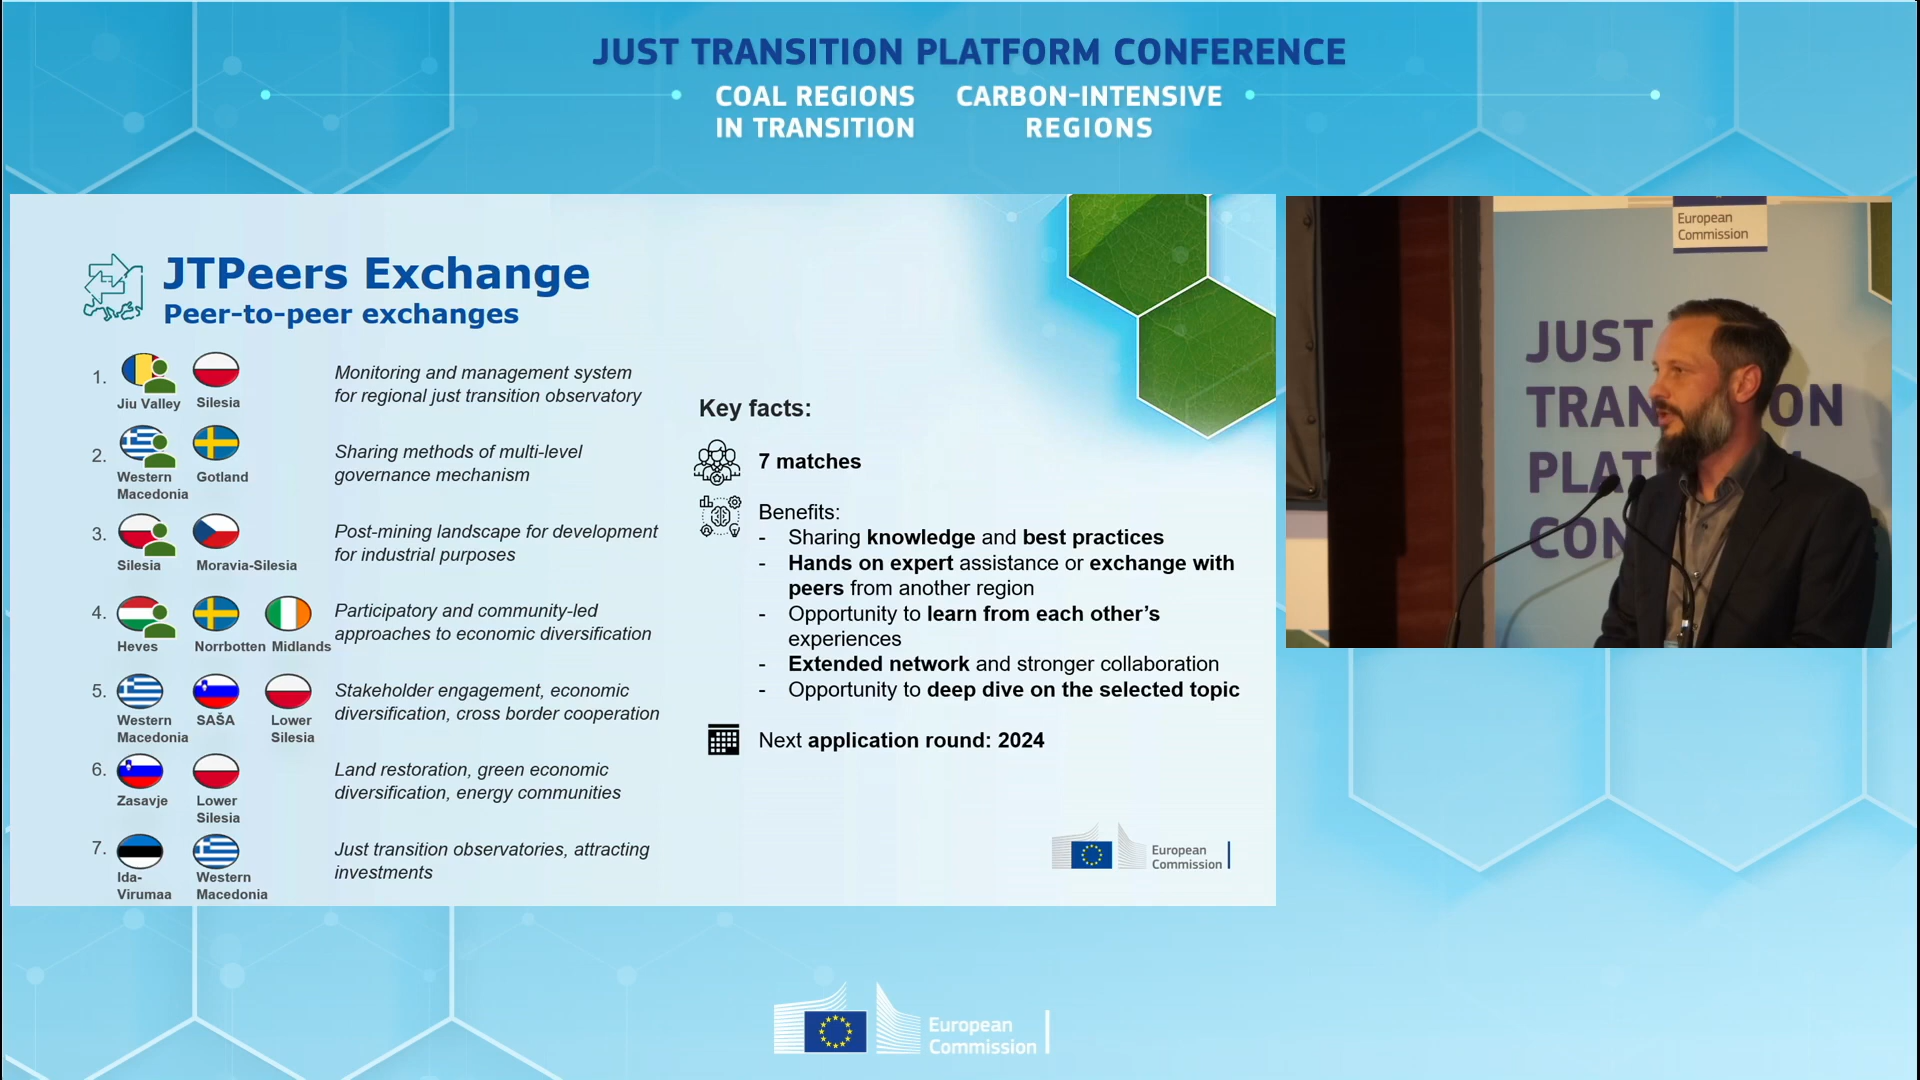 JUST TRANSITION PLATFORM CONFERENCE
COAL REGIONS
IN TRANSITION
CARBON-INTENSIVE
REGIONS
JTPeers Exchange
Peer-to-peer exchanges
1.
Jiu Valley
Silesia
Monitoring and management system
for regional just transition observatory
2.
Western
Macedonia
Gotland
Sharing methods of multi-level
governance mechanism
3.
Silesia
Moravia-Silesia
Post-mining landscape for development
for industrial purposes
4.
Heves
Norrbotten
Midlands
Participatory and community-led
approaches to economic diversification
5.
Western
Macedonia
SAŠA
Lower
Silesia
Stakeholder engagement, economic
diversification, cross border cooperation
6.
Zasavje
Lower
Silesia
Land restoration, green economic
diversification, energy communities
7.
Ida-
Virumaa
Western
Macedonia
Just transition observatories, attracting
investments
Key facts:
7 matches
Benefits:
- Sharing knowledge and best practices
- Hands on expert assistance or exchange with
peers from another region
- Opportunity to learn from each other’s
experiences
- Extended network and stronger collaboration
- Opportunity to deep dive on the selected topic
Next application round: 2024
European
Commission
European
Commission
JUST
TRAN ON
PLAT
CON
European
Commission